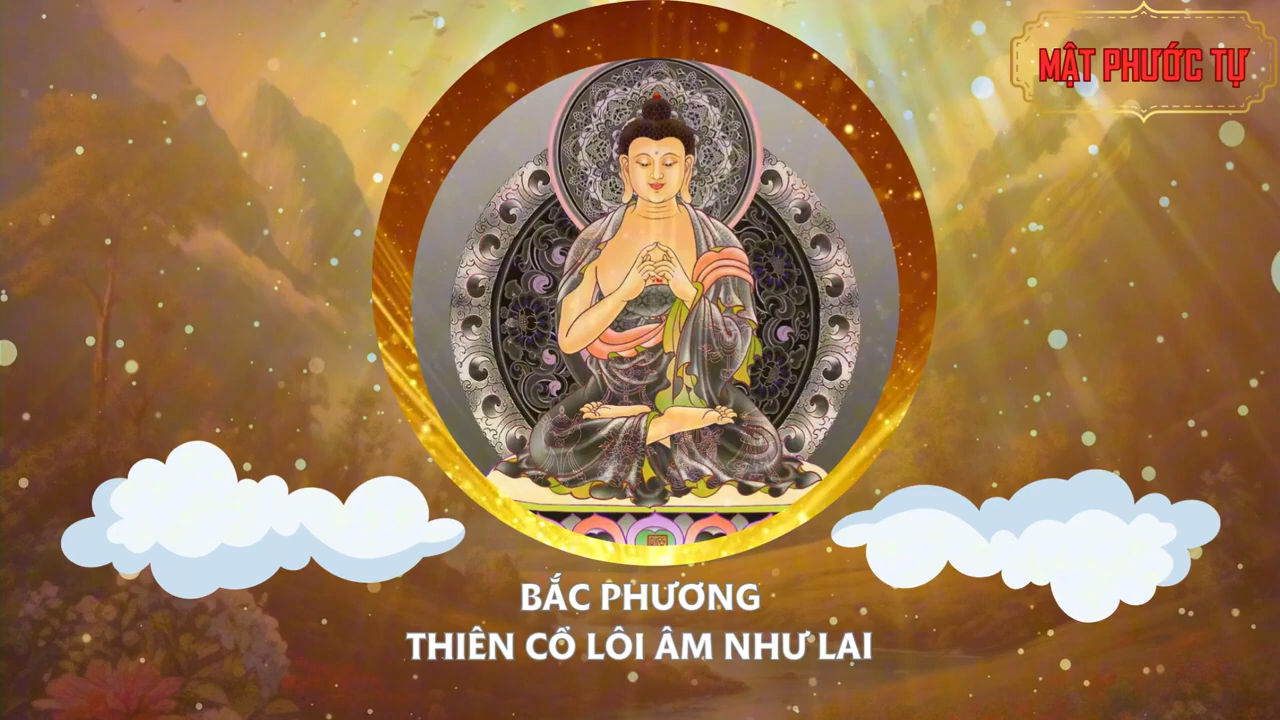 MẬT PHƯỚC TỰ
BẮC PHƯƠNG
THIÊN CỔ LÔI ÂM NHƯ LAI